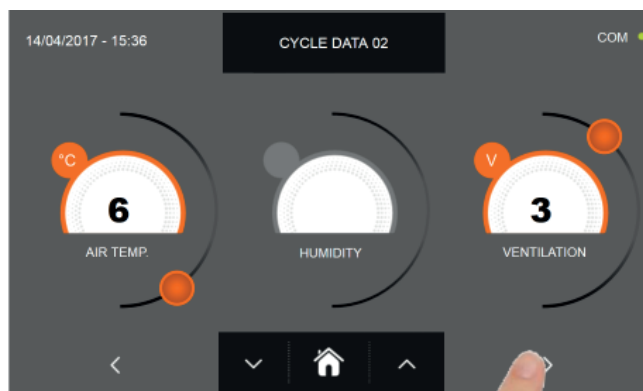 14/04/2017 - 15:36
CYCLE DATA 02
COM
°C
6
AIR TEMP.
HUMIDITY
V
3
VENTILATION